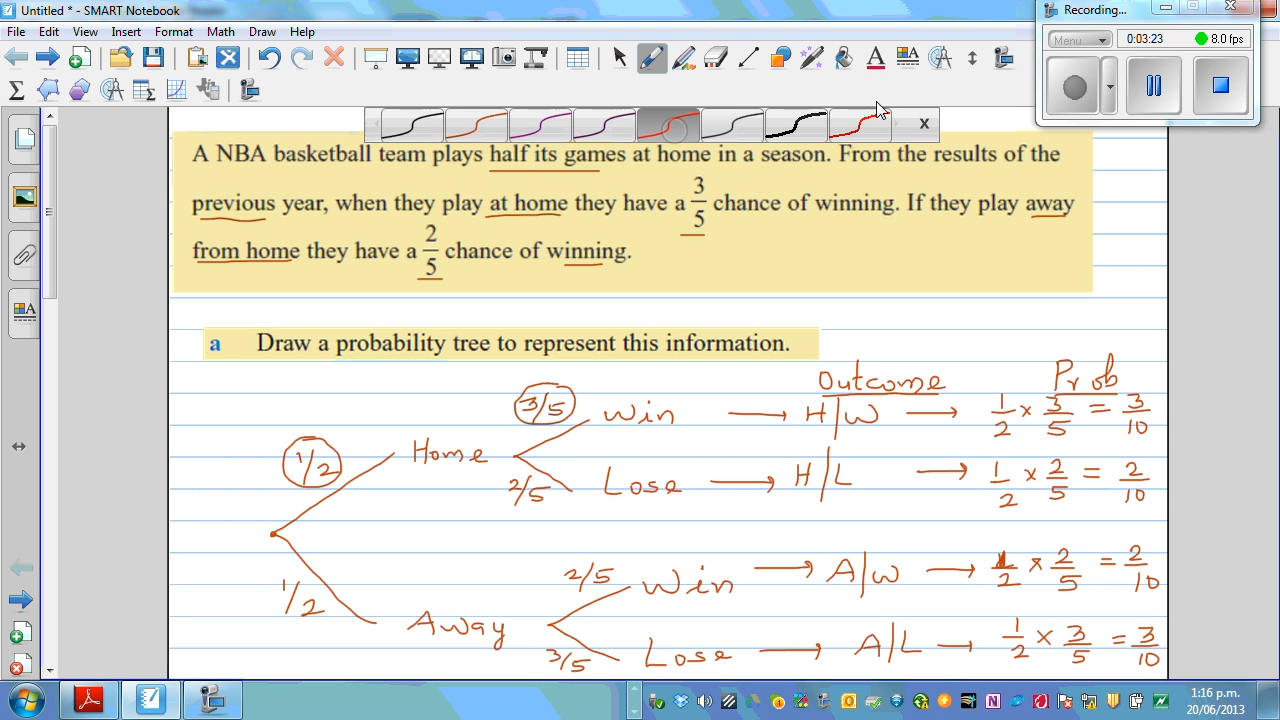 Untitled * - SMART Notebook
Recording...
File Edit View Insert Format Math Draw Help
Menu 0:03:23 8.0 fps
A NBA basketball team plays half its games at home in a season. From the results of the
previous year, when they play at home they have a 3/5 chance of winning. If they play away
from home they have a 2/5 chance of winning.
a Draw a probability tree to represent this information.
Outcome Prob
3/5 Win → H/W → 1/2 × 3/5 = 3/10
1/2 Home
2/5 Lose → H/L → 1/2 × 2/5 = 2/10
2/5 Win → A/W → 1/2 × 2/5 = 2/10
1/2 Away
3/5 Lose → A/L → 1/2 × 3/5 = 3/10
1:16 p.m.
20/06/2013